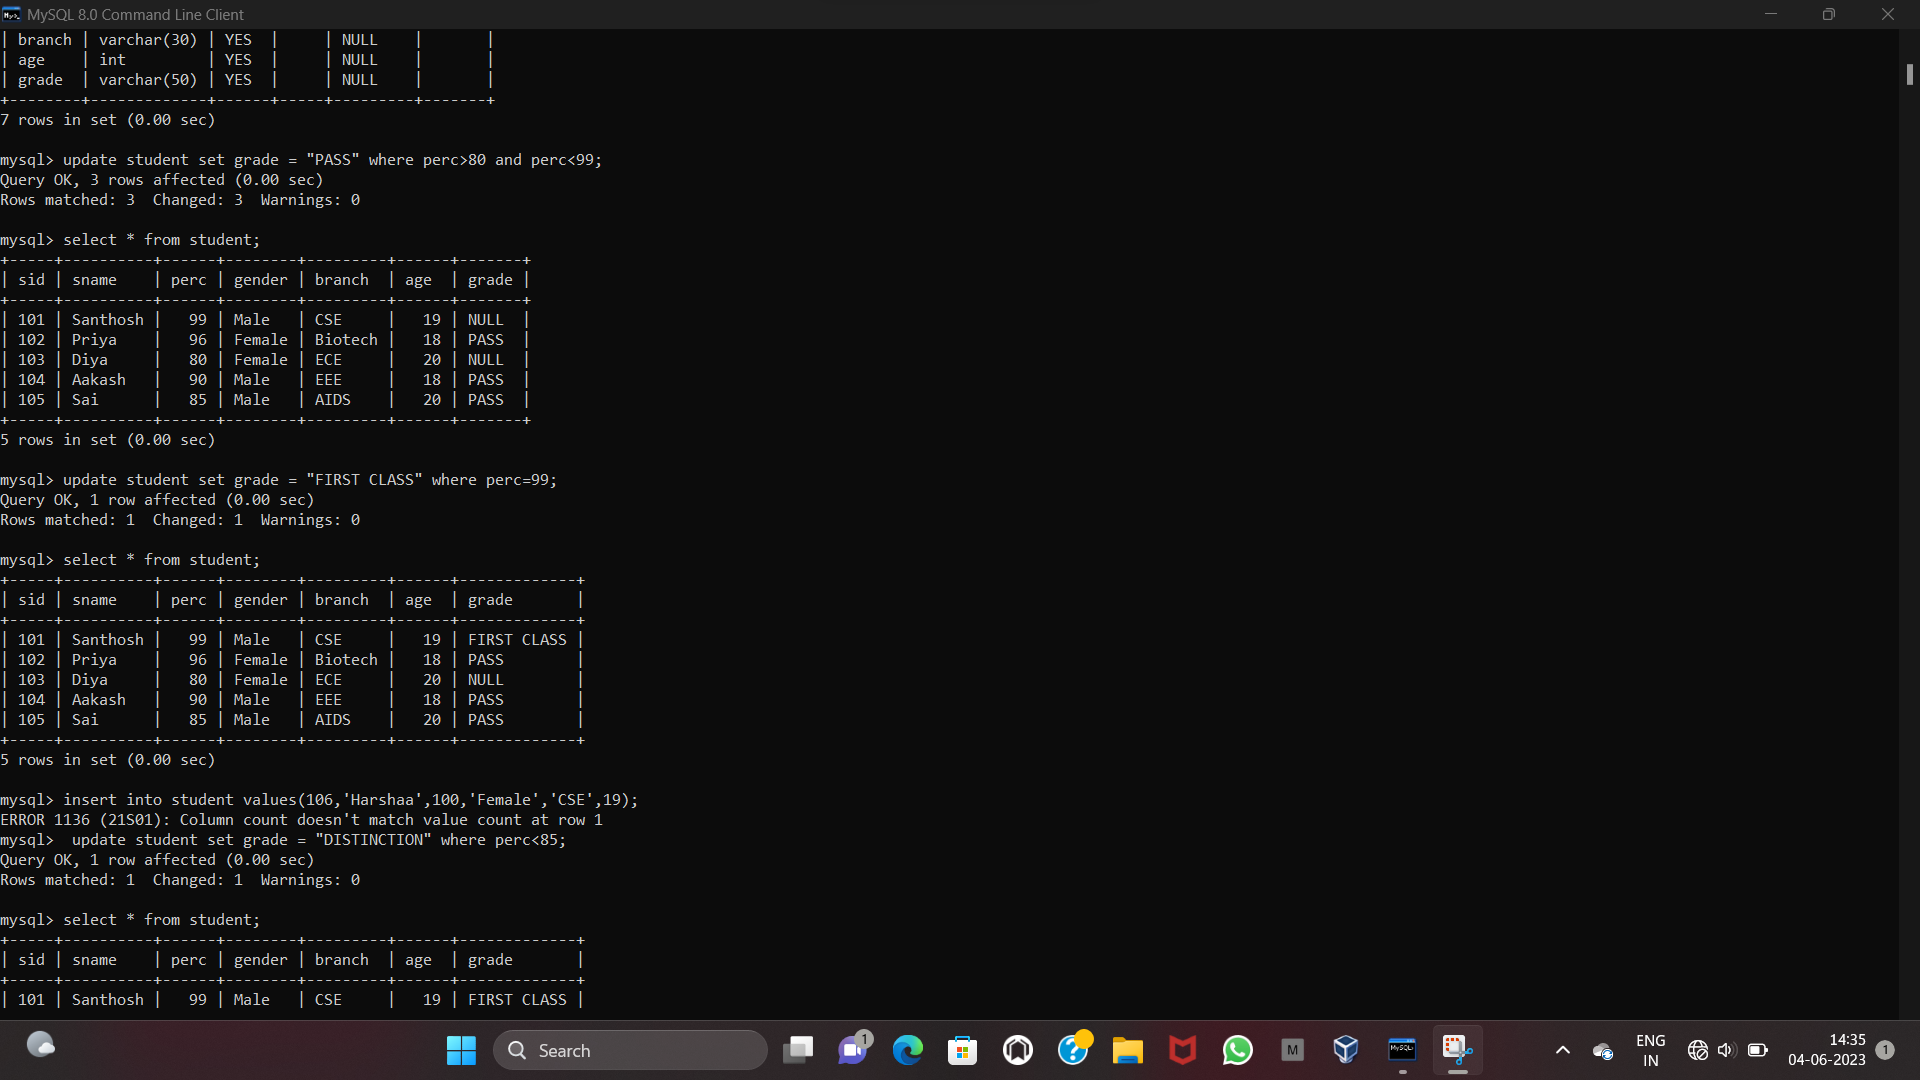 MySQL 8.0 Command Line Client
| branch | varchar(30) | YES  |     | NULL    |       |
| age    | int         | YES  |     | NULL    |       |
| grade  | varchar(50) | YES  |     | NULL    |       |
+--------+-------------+------+-----+---------+-------+
7 rows in set (0.00 sec)
mysql> update student set grade = "PASS" where perc>80 and perc<99;
Query OK, 3 rows affected (0.00 sec)
Rows matched: 3  Changed: 3  Warnings: 0
mysql> select * from student;
+-----+----------+------+--------+---------+------+-------+
| sid | sname    | perc | gender | branch  | age  | grade |
+-----+----------+------+--------+---------+------+-------+
| 101 | Santhosh |   99 | Male   | CSE     |   19 | NULL  |
| 102 | Priya    |   96 | Female | Biotech |   18 | PASS  |
| 103 | Diya     |   80 | Female | ECE     |   20 | NULL  |
| 104 | Aakash   |   90 | Male   | EEE     |   18 | PASS  |
| 105 | Sai      |   85 | Male   | AIDS    |   20 | PASS  |
+-----+----------+------+--------+---------+------+-------+
5 rows in set (0.00 sec)
mysql> update student set grade = "FIRST CLASS" where perc=99;
Query OK, 1 row affected (0.00 sec)
Rows matched: 1  Changed: 1  Warnings: 0
mysql> select * from student;
+-----+----------+------+--------+---------+------+-------------+
| sid | sname    | perc | gender | branch  | age  | grade       |
+-----+----------+------+--------+---------+------+-------------+
| 101 | Santhosh |   99 | Male   | CSE     |   19 | FIRST CLASS |
| 102 | Priya    |   96 | Female | Biotech |   18 | PASS        |
| 103 | Diya     |   80 | Female | ECE     |   20 | NULL        |
| 104 | Aakash   |   90 | Male   | EEE     |   18 | PASS        |
| 105 | Sai      |   85 | Male   | AIDS    |   20 | PASS        |
+-----+----------+------+--------+---------+------+-------------+
5 rows in set (0.00 sec)
mysql> insert into student values(106,'Harshaa',100,'Female','CSE',19);
ERROR 1136 (21S01): Column count doesn't match value count at row 1
mysql>  update student set grade = "DISTINCTION" where perc<85;
Query OK, 1 row affected (0.00 sec)
Rows matched: 1  Changed: 1  Warnings: 0
mysql> select * from student;
+-----+----------+------+--------+---------+------+-------------+
| sid | sname    | perc | gender | branch  | age  | grade       |
+-----+----------+------+--------+---------+------+-------------+
| 101 | Santhosh |   99 | Male   | CSE     |   19 | FIRST CLASS |
Search
1
M
MySQL
ENG
IN
14:35
04-06-2023
1